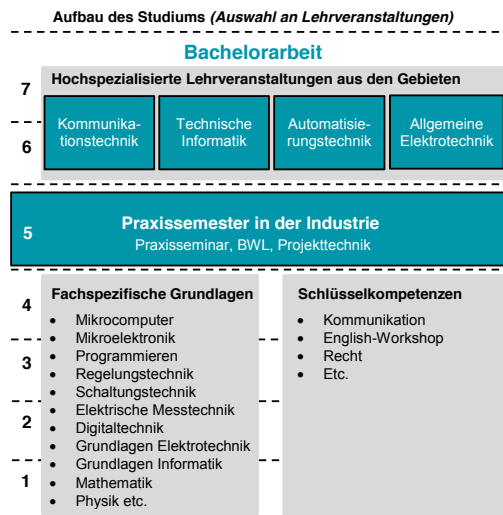 Aufbau des Studiums (Auswahl an Lehrveranstaltungen)
Bachelorarbeit
7
Hochspezialisierte Lehrveranstaltungen aus den Gebieten
6
Kommunika-
tionstechnik
Technische
Informatik
Automatisie-
rungstechnik
Allgemeine
Elektrotechnik
5
Praxissemester in der Industrie
Praxisseminar, BWL, Projekttechnik
4
3
2
1
Fachspezifische Grundlagen
• Mikrocomputer
• Mikroelektronik
• Programmieren
• Regelungstechnik
• Schaltungstechnik
• Elektrische Messtechnik
• Digitaltechnik
• Grundlagen Elektrotechnik
• Grundlagen Informatik
• Mathematik
• Physik etc.
Schlüsselkompetenzen
• Kommunikation
• English-Workshop
• Recht
• Etc.